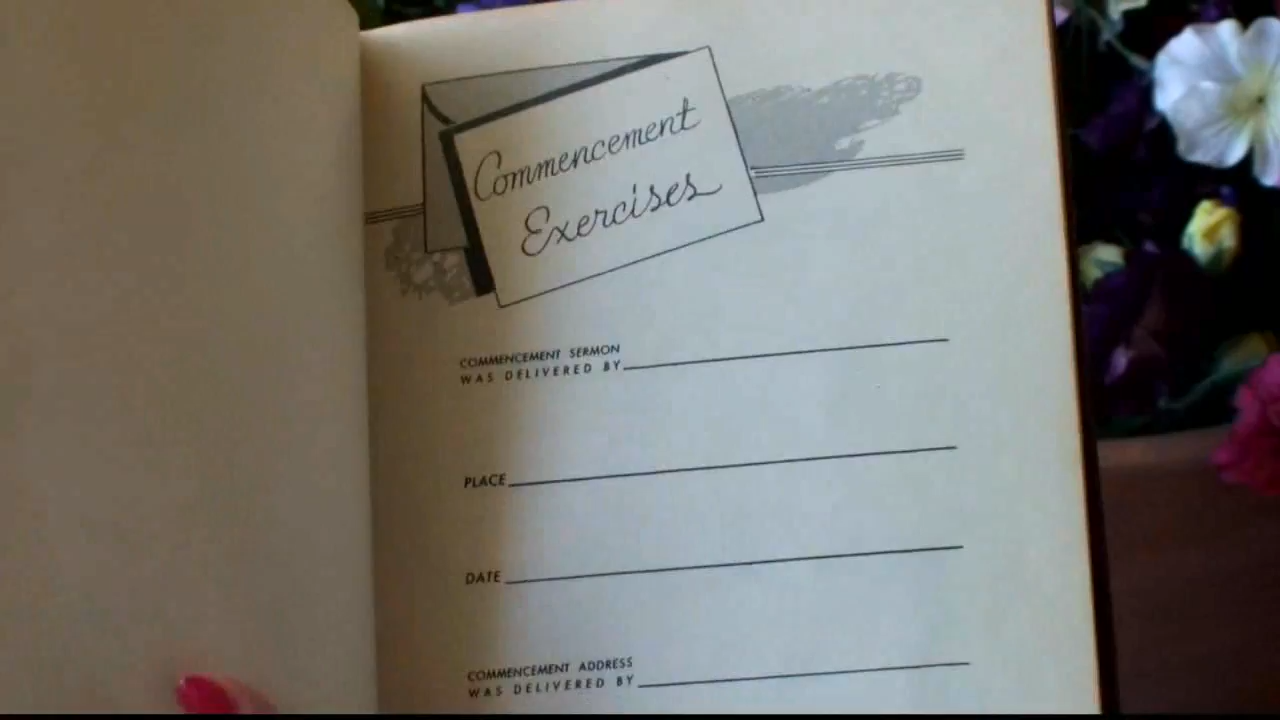 Commencement
Exercises
COMMENCEMENT SERMON
WAS DELIVERED BY
PLACE
DATE
COMMENCEMENT ADDRESS
WAS DELIVERED BY